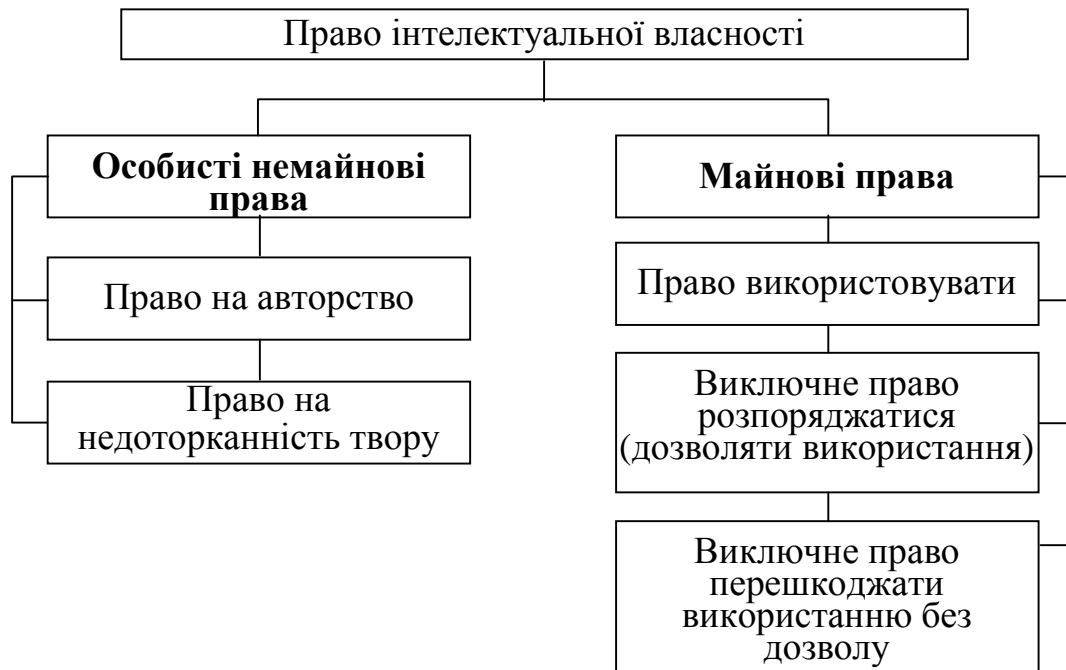 Право інтелектуальної власності
Особисті немайнові
права
Право на авторство
Право на
недоторканність твору
Майнові права
Право використовувати
Виключне право
розпоряджатися
(дозволяти використання)
Виключне право
перешкоджати
використанню без
дозволу